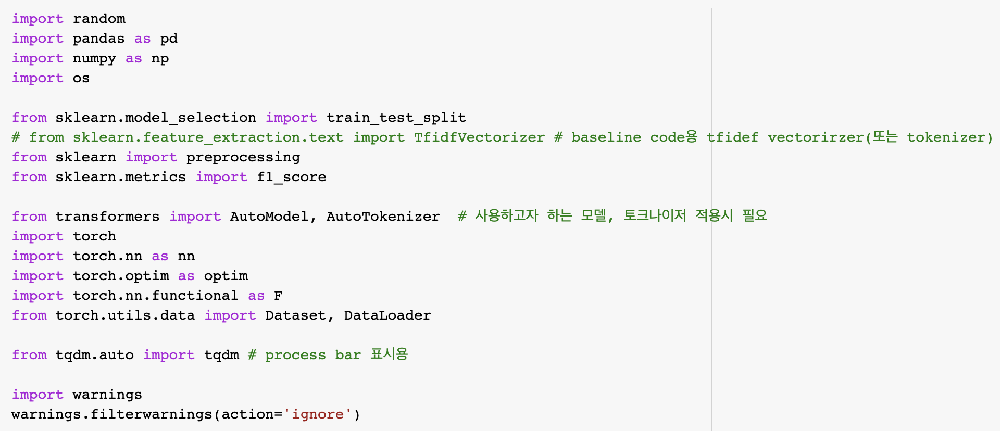 import random
import pandas as pd
import numpy as np
import os
from sklearn.model_selection import train_test_split
# from sklearn.feature_extraction.text import TfidfVectorizer # baseline code용 tfidef vectorirzer(또는 tokenizer)
from sklearn import preprocessing
from sklearn.metrics import f1_score
from transformers import AutoModel, AutoTokenizer  # 사용하고자 하는 모델, 토크나이저 적용시 필요
import torch
import torch.nn as nn
import torch.optim as optim
import torch.nn.functional as F
from torch.utils.data import Dataset, DataLoader
from tqdm.auto import tqdm # process bar 표시용
import warnings
warnings.filterwarnings(action='ignore')